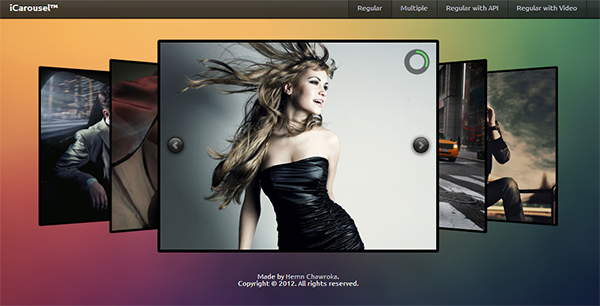 iCarousel™
Regular Multiple Regular with API Regular with Video
Made by Hemn Chawroka.
Copyright © 2012. All rights reserved.